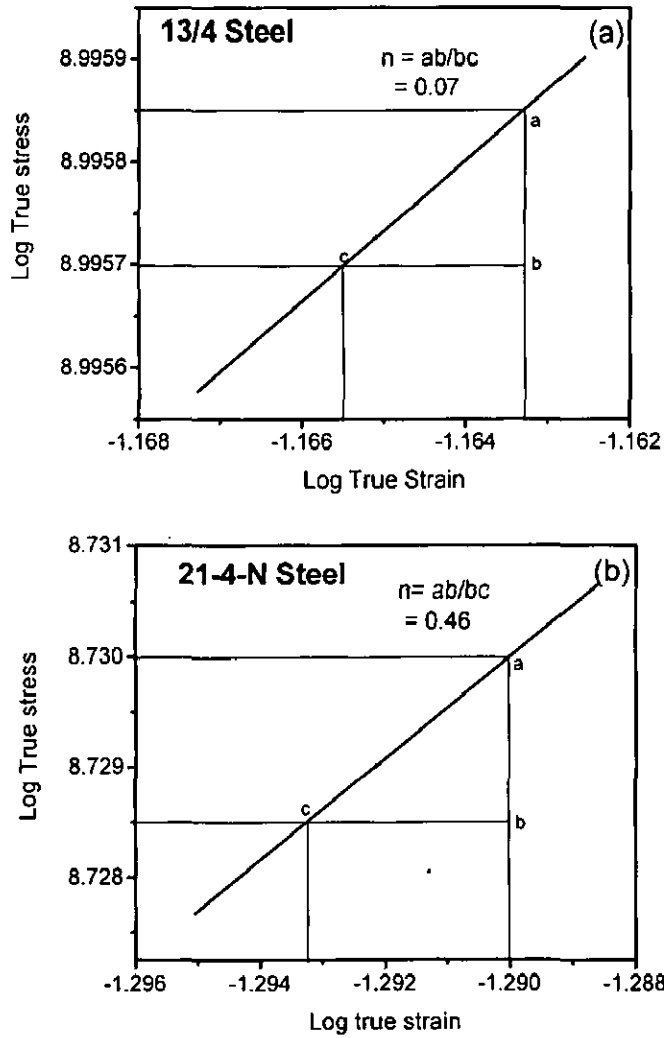 13/4 Steel
(a)
n = ab/bc
= 0.07
8.9959
8.9958
8.9957
8.9956
Log True stress
a
c
b
-1.168
-1.166
-1.164
-1.162
Log True Strain
21-4-N Steel
(b)
n= ab/bc
= 0.46
8.731
8.730
8.729
8.728
Log True stress
a
c
b
-1.296
-1.294
-1.292
-1.290
-1.288
Log true strain